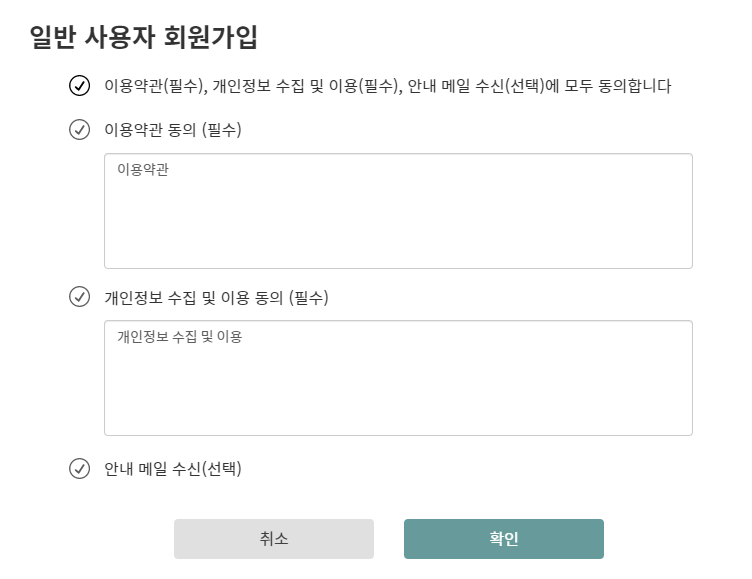 일반 사용자 회원가입
이용약관(필수), 개인정보 수집 및 이용(필수), 안내 메일 수신(선택)에 모두 동의합니다
이용약관 동의 (필수)
이용약관
개인정보 수집 및 이용 동의 (필수)
개인정보 수집 및 이용
안내 메일 수신(선택)
취소
확인